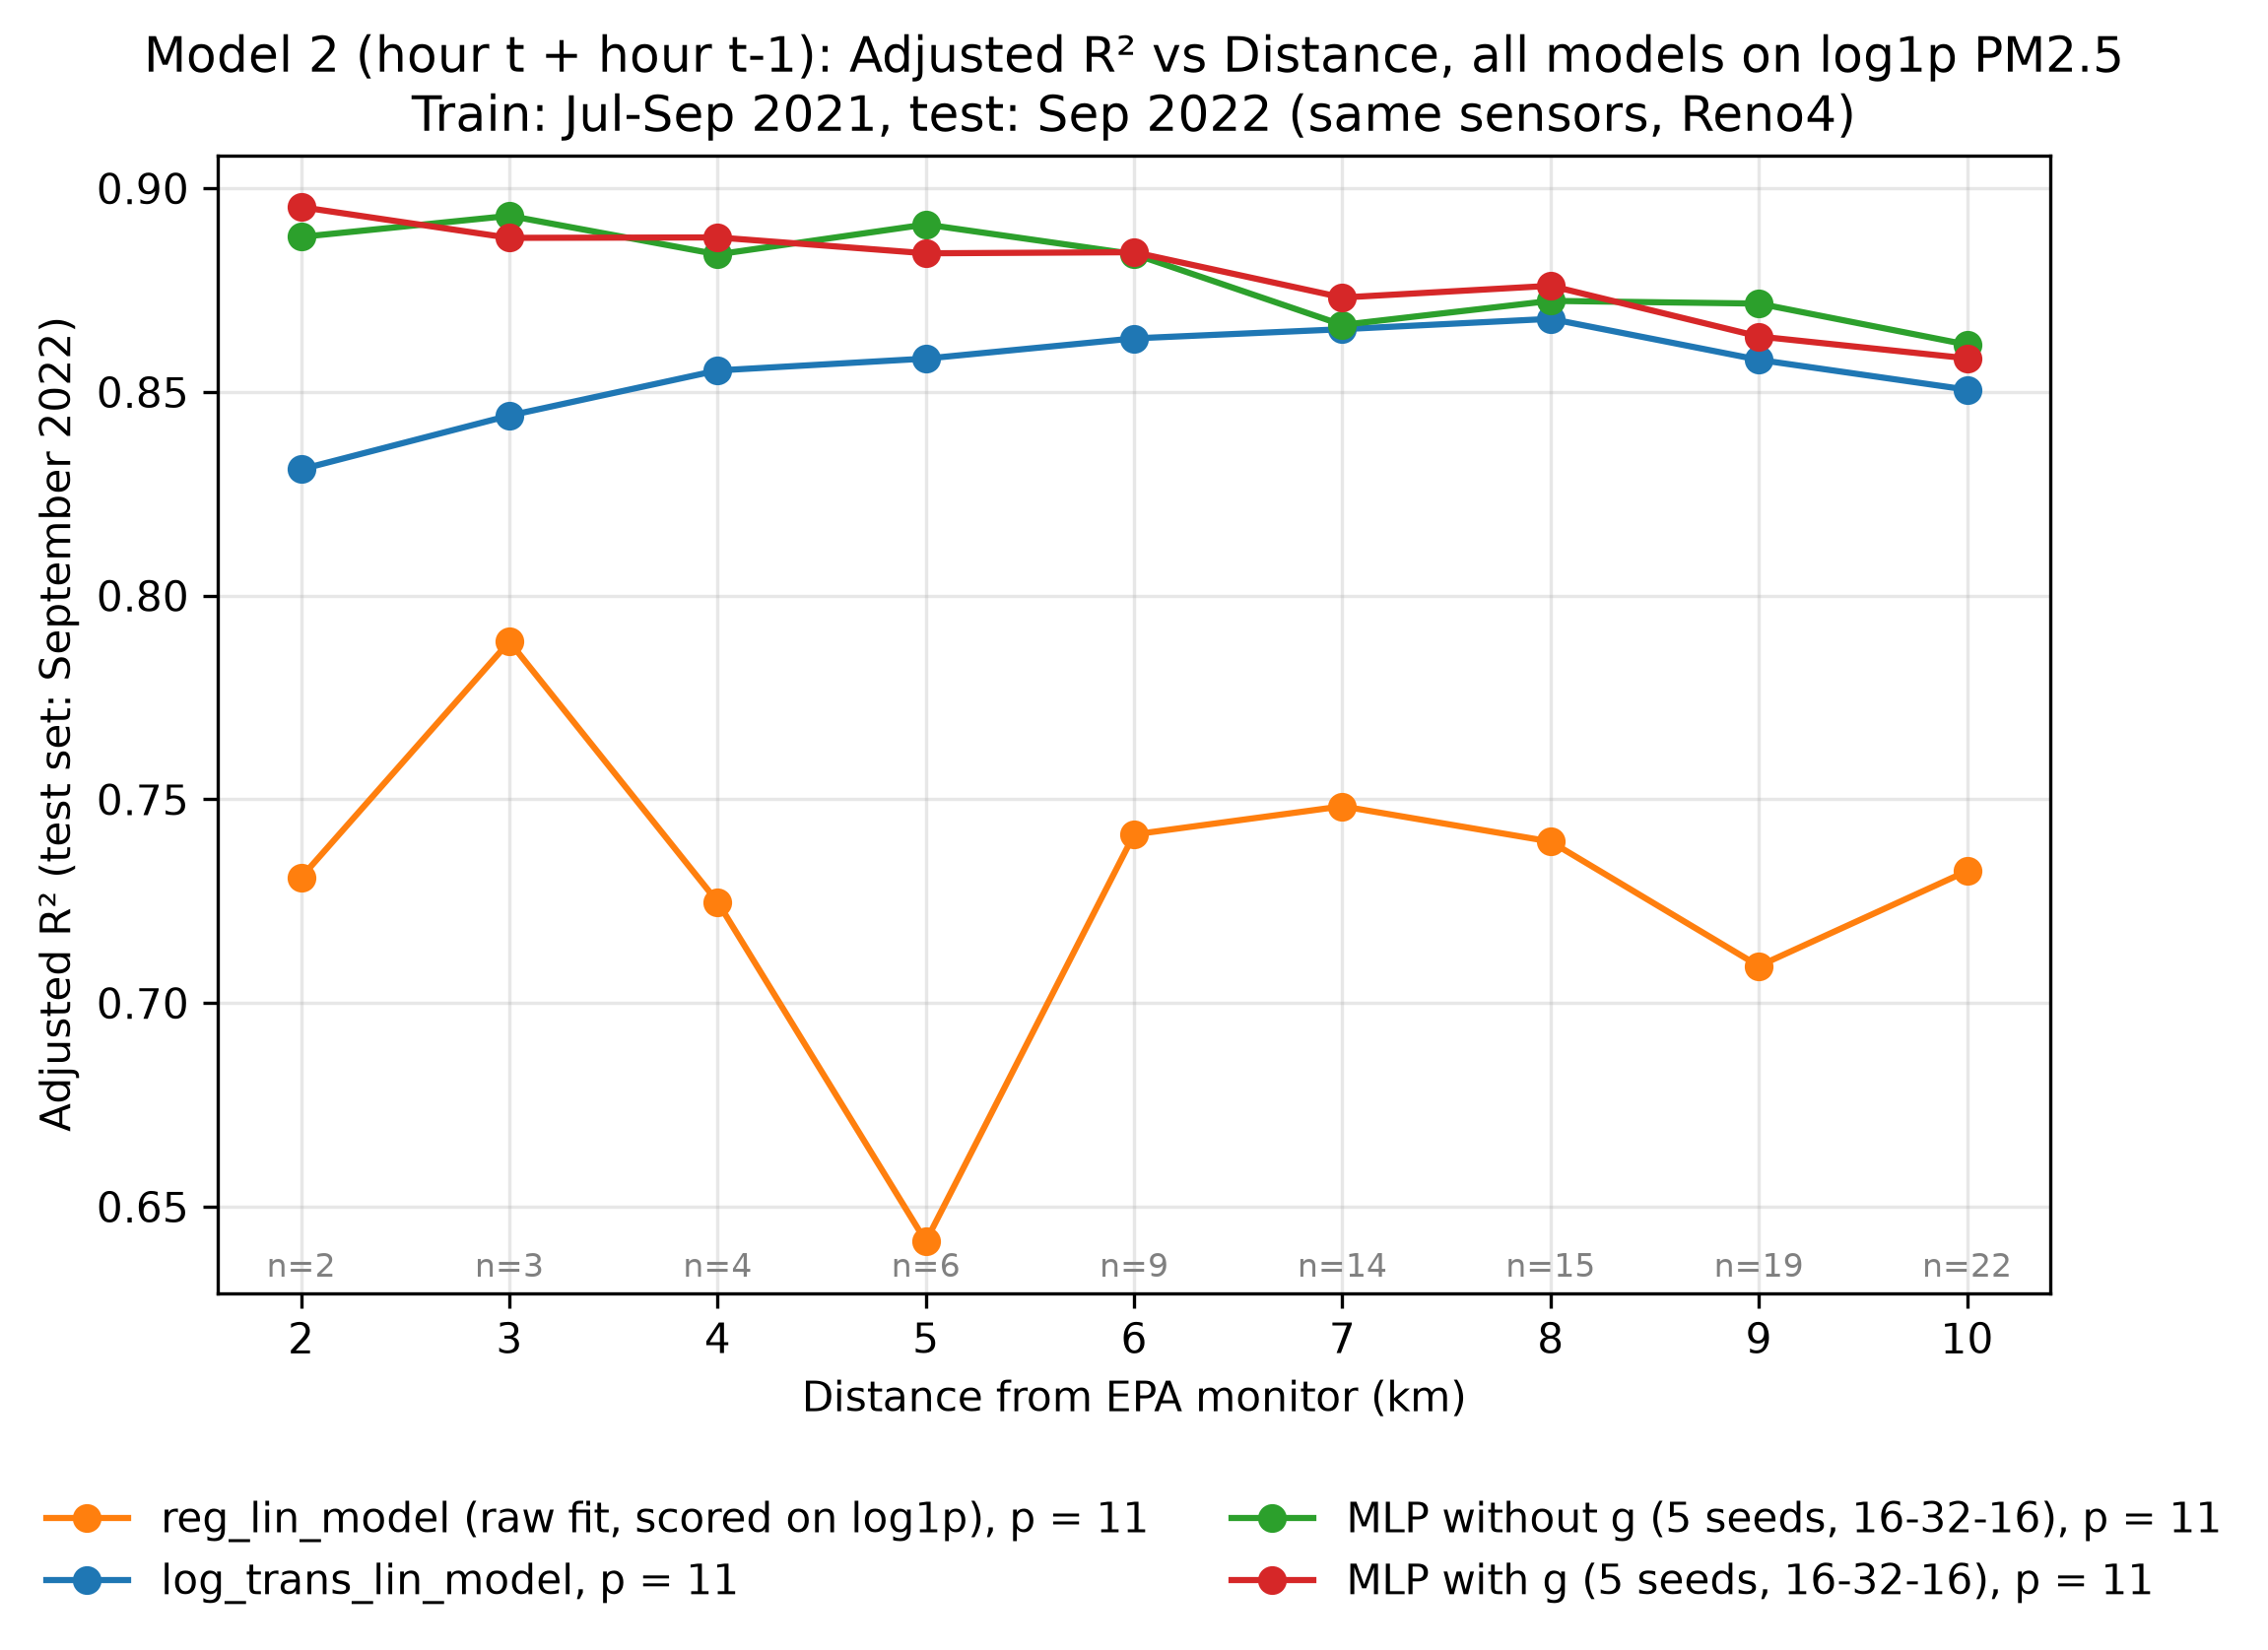 Model 2 (hour t + hour t-1): Adjusted R² vs Distance, all models on log1p PM2.5
Train: Jul-Sep 2021, test: Sep 2022 (same sensors, Reno4)
Adjusted R² (test set: September 2022)
0.90
0.85
0.80
0.75
0.70
0.65
n=2 n=3 n=4 n=6 n=9 n=14 n=15 n=19 n=22
2 3 4 5 6 7 8 9 10
Distance from EPA monitor (km)
reg_lin_model (raw fit, scored on log1p), p = 11
log_trans_lin_model, p = 11
MLP without g (5 seeds, 16-32-16), p = 11
MLP with g (5 seeds, 16-32-16), p = 11